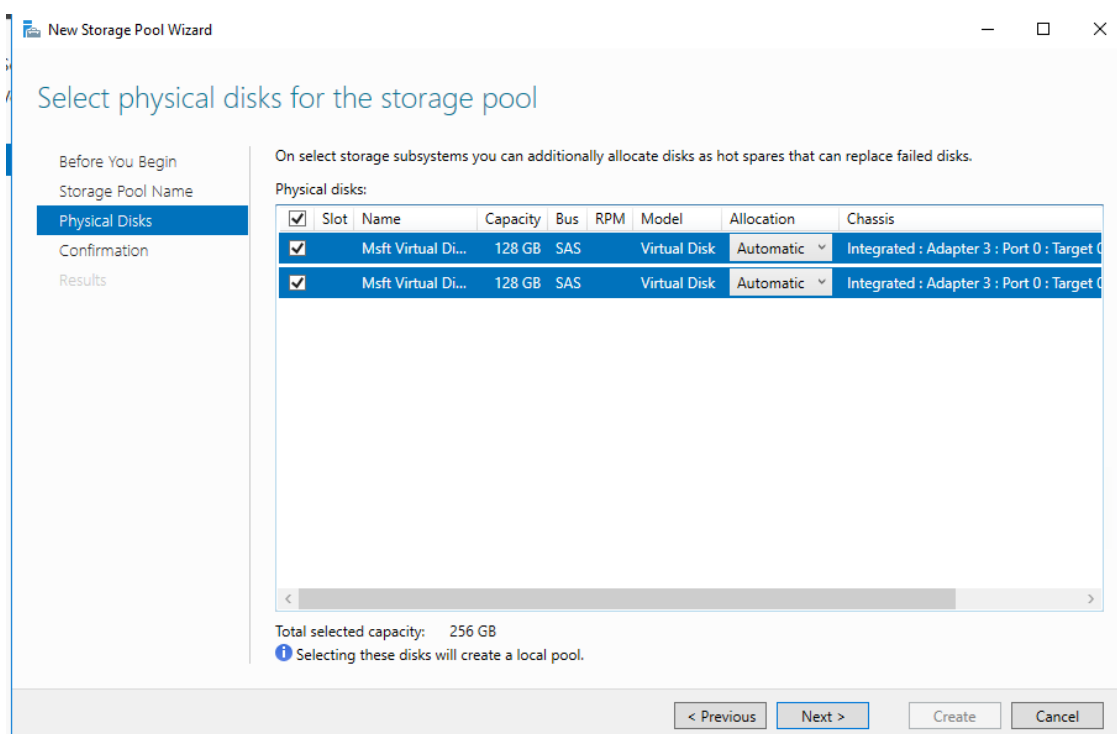 New Storage Pool Wizard
Select physical disks for the storage pool
Before You Begin
Storage Pool Name
Physical Disks
Confirmation
Results
On select storage subsystems you can additionally allocate disks as hot spares that can replace failed disks.
Physical disks:
Slot Name Capacity Bus RPM Model Allocation Chassis
Msft Virtual Di... 128 GB SAS Virtual Disk Automatic Integrated : Adapter 3 : Port 0 : Target
Msft Virtual Di... 128 GB SAS Virtual Disk Automatic Integrated : Adapter 3 : Port 0 : Target
Total selected capacity: 256 GB
Selecting these disks will create a local pool.
< Previous Next > Create Cancel